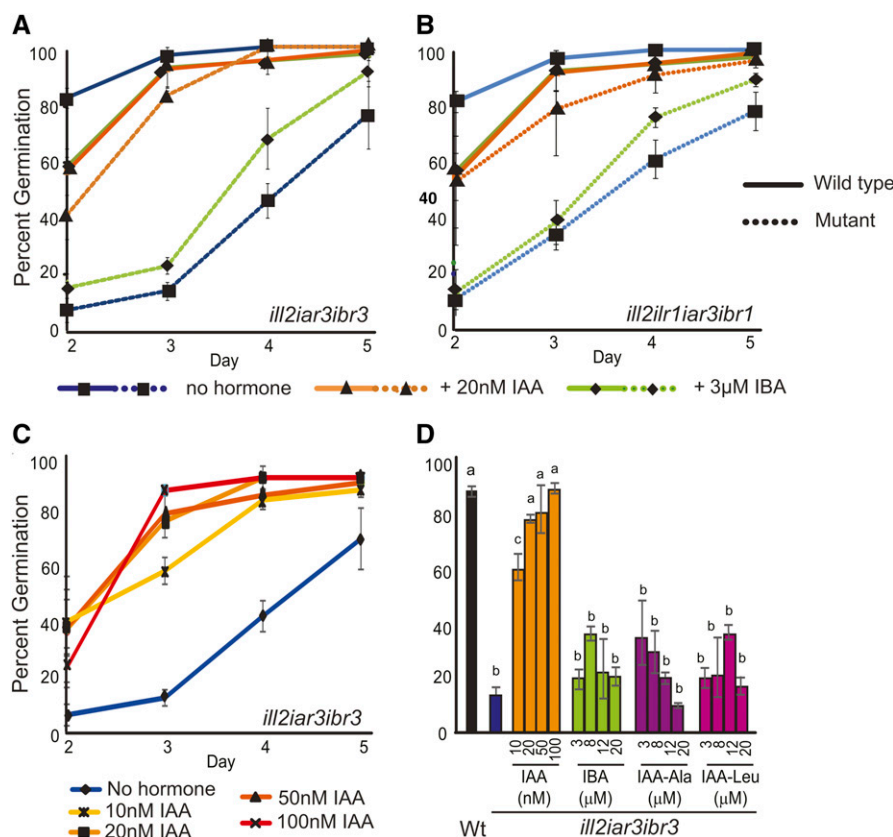 A
B
Percent Germination
100
80
60
40
20
0
2
3
4
5
Day
ill2iar3ibr3
100
80
60
40
20
0
2
3
4
5
Day
ill2ilr1iar3ibr1
Wild type
Mutant
no hormone
+ 20nM IAA
+ 3µM IBA
C
D
Percent Germination
100
80
60
40
20
0
2
3
4
5
Day
ill2iar3ibr3
No hormone
10nM IAA
20nM IAA
50nM IAA
100nM IAA
100
80
60
40
20
0
a
b
c
a
a
a
b
b
b
b
b
b
b
b
b
b
b
b
10
20
50
100
3
8
12
20
3
8
12
20
3
8
12
20
IAA
IBA
IAA-Ala
IAA-Leu
(nM)
(µM)
(µM)
(µM)
Wt
ill2iar3ibr3